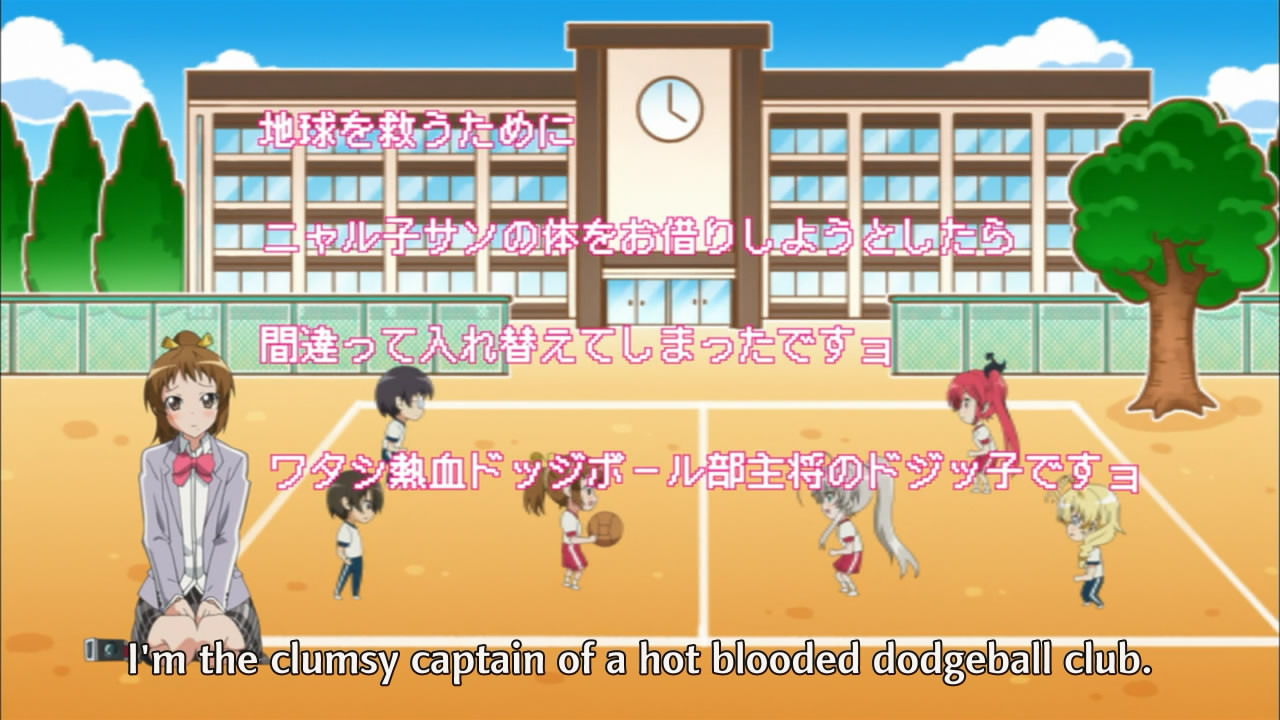 地球を救うために
ニャル子サンの体をお借りしようとしたら
間違って入れ替えてしまったですョ
ワタシ熱血ドッジボール部主将のドジッ子ですョ
I'm the clumsy captain of a hot blooded dodgeball club.